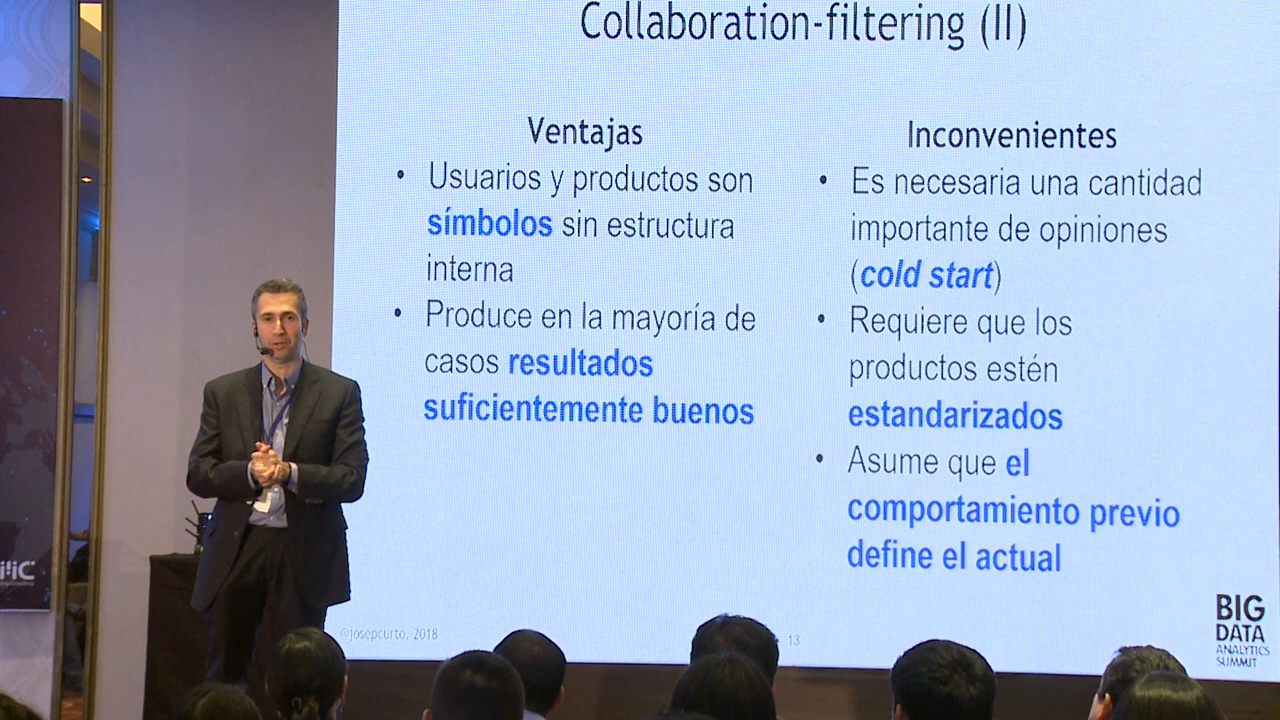 Collaboration-filtering (II)
Ventajas
• Usuarios y productos son
símbolos sin estructura
interna
• Produce en la mayoría de
casos resultados
suficientemente buenos
Inconvenientes
• Es necesaria una cantidad
importante de opiniones
(cold start)
• Requiere que los
productos estén
estandarizados
• Asume que el
comportamiento previo
define el actual
@josepcurto, 2018
13
BIG
DATA
ANALYTICS
SUMMIT